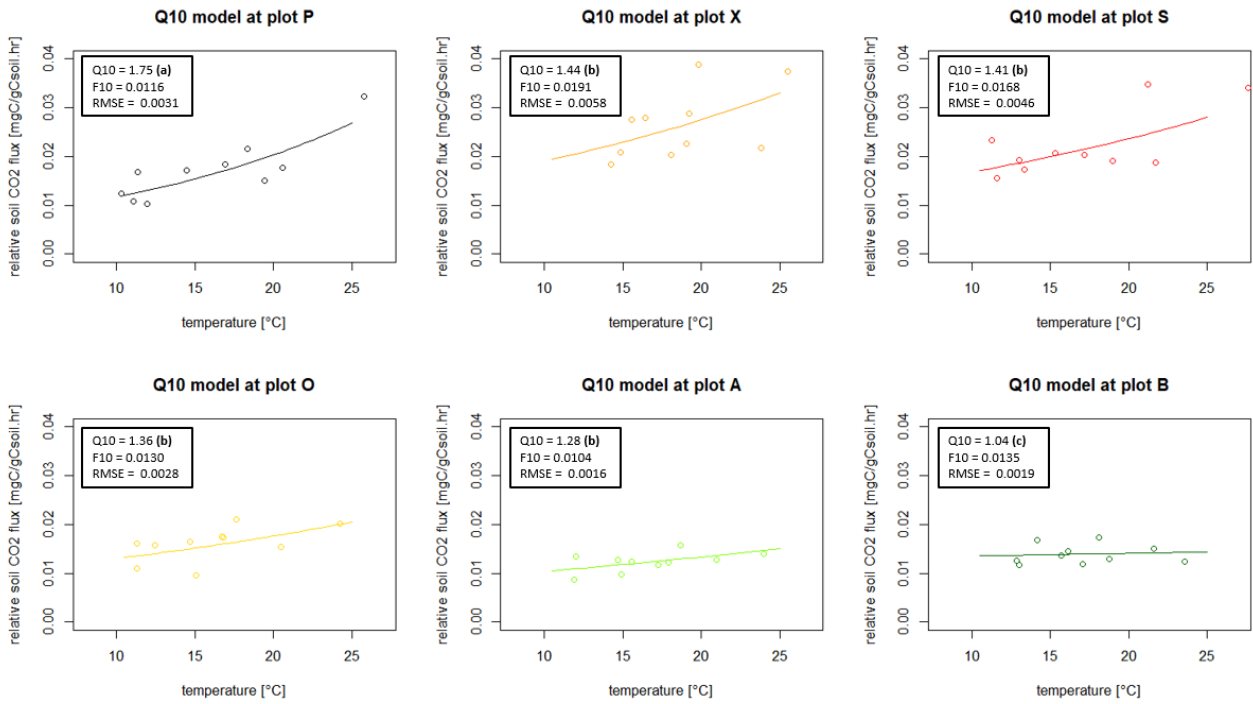 Q10 model at plot P
Q10 = 1.75 (a)
F10 = 0.0116
RMSE = 0.0031
relative soil CO2 flux [mgC/gCsoil.hr]
0.04
0.03
0.02
0.01
0.00
10 15 20 25
temperature [°C]
Q10 model at plot X
Q10 = 1.44 (b)
F10 = 0.0191
RMSE = 0.0058
relative soil CO2 flux [mgC/gCsoil.hr]
0.04
0.03
0.02
0.01
0.00
10 15 20 25
temperature [°C]
Q10 model at plot S
Q10 = 1.41 (b)
F10 = 0.0168
RMSE = 0.0046
relative soil CO2 flux [mgC/gCsoil.hr]
0.04
0.03
0.02
0.01
0.00
10 15 20 25
temperature [°C]
Q10 model at plot O
Q10 = 1.36 (b)
F10 = 0.0130
RMSE = 0.0028
relative soil CO2 flux [mgC/gCsoil.hr]
0.04
0.03
0.02
0.01
0.00
10 15 20 25
temperature [°C]
Q10 model at plot A
Q10 = 1.28 (b)
F10 = 0.0104
RMSE = 0.0016
relative soil CO2 flux [mgC/gCsoil.hr]
0.04
0.03
0.02
0.01
0.00
10 15 20 25
temperature [°C]
Q10 model at plot B
Q10 = 1.04 (c)
F10 = 0.0135
RMSE = 0.0019
relative soil CO2 flux [mgC/gCsoil.hr]
0.04
0.03
0.02
0.01
0.00
10 15 20 25
temperature [°C]